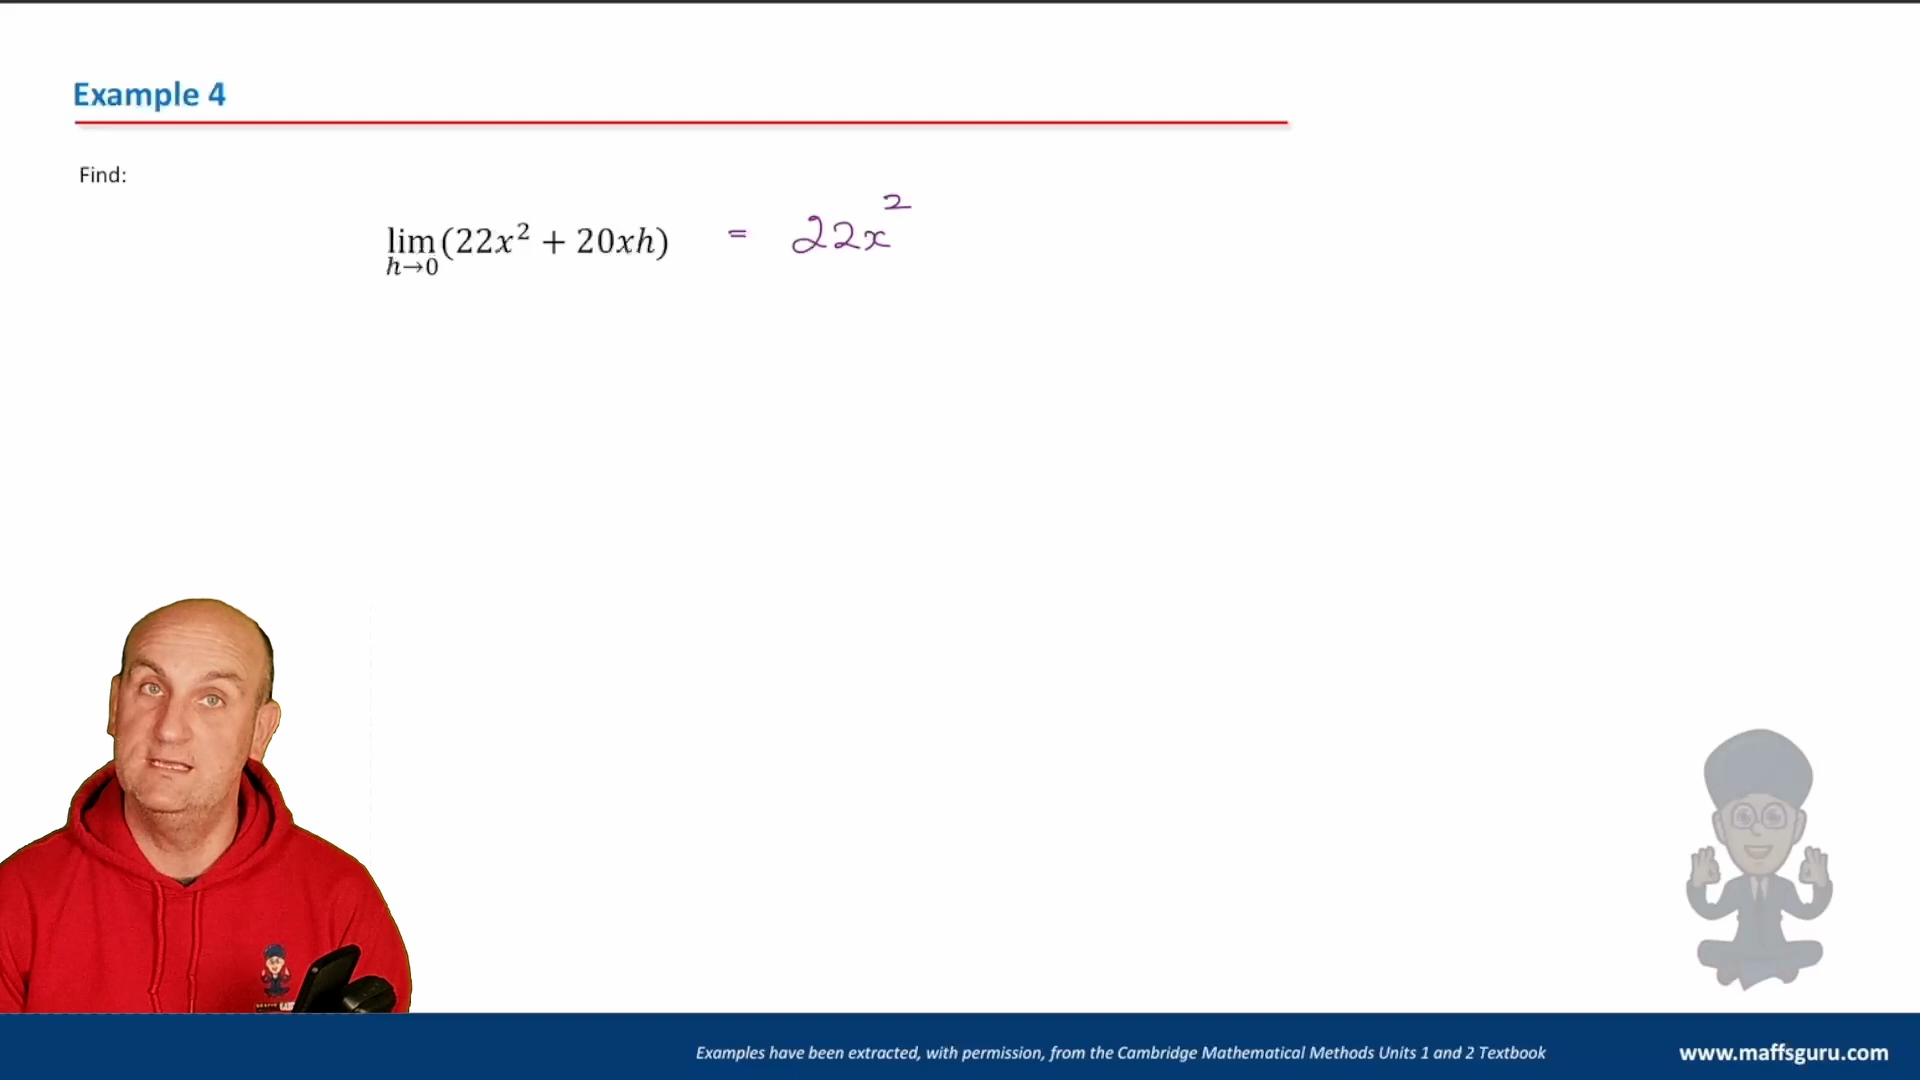 Example 4
Find:
lim (22x² + 20xh) = 22x²
h→0
Examples have been extracted, with permission, from the Cambridge Mathematical Methods Units 1 and 2 Textbook
www.maffsguru.com